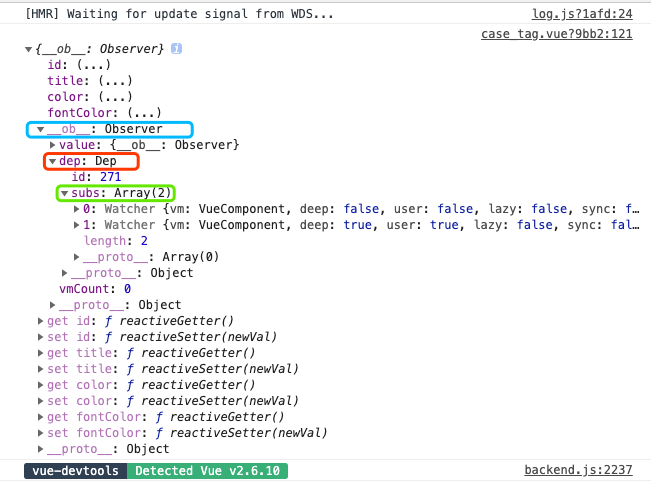 [HMR] Waiting for update signal from WDS... log.js?1afd:24
case_tag.vue?9bb2:121
{__ob__: Observer} i
id: (...)
title: (...)
color: (...)
fontColor: (...)
__ob__: Observer
value: {__ob__: Observer}
dep: Dep
id: 271
subs: Array(2)
0: Watcher {vm: VueComponent, deep: false, user: false, lazy: false, sync: f…
1: Watcher {vm: VueComponent, deep: true, user: true, lazy: false, sync: fal…
length: 2
__proto__: Array(0)
__proto__: Object
vmCount: 0
__proto__: Object
get id: ƒ reactiveGetter()
set id: ƒ reactiveSetter(newVal)
get title: ƒ reactiveGetter()
set title: ƒ reactiveSetter(newVal)
get color: ƒ reactiveGetter()
set color: ƒ reactiveSetter(newVal)
get fontColor: ƒ reactiveGetter()
set fontColor: ƒ reactiveSetter(newVal)
__proto__: Object
vue-devtools Detected Vue v2.6.10 backend.js:2237